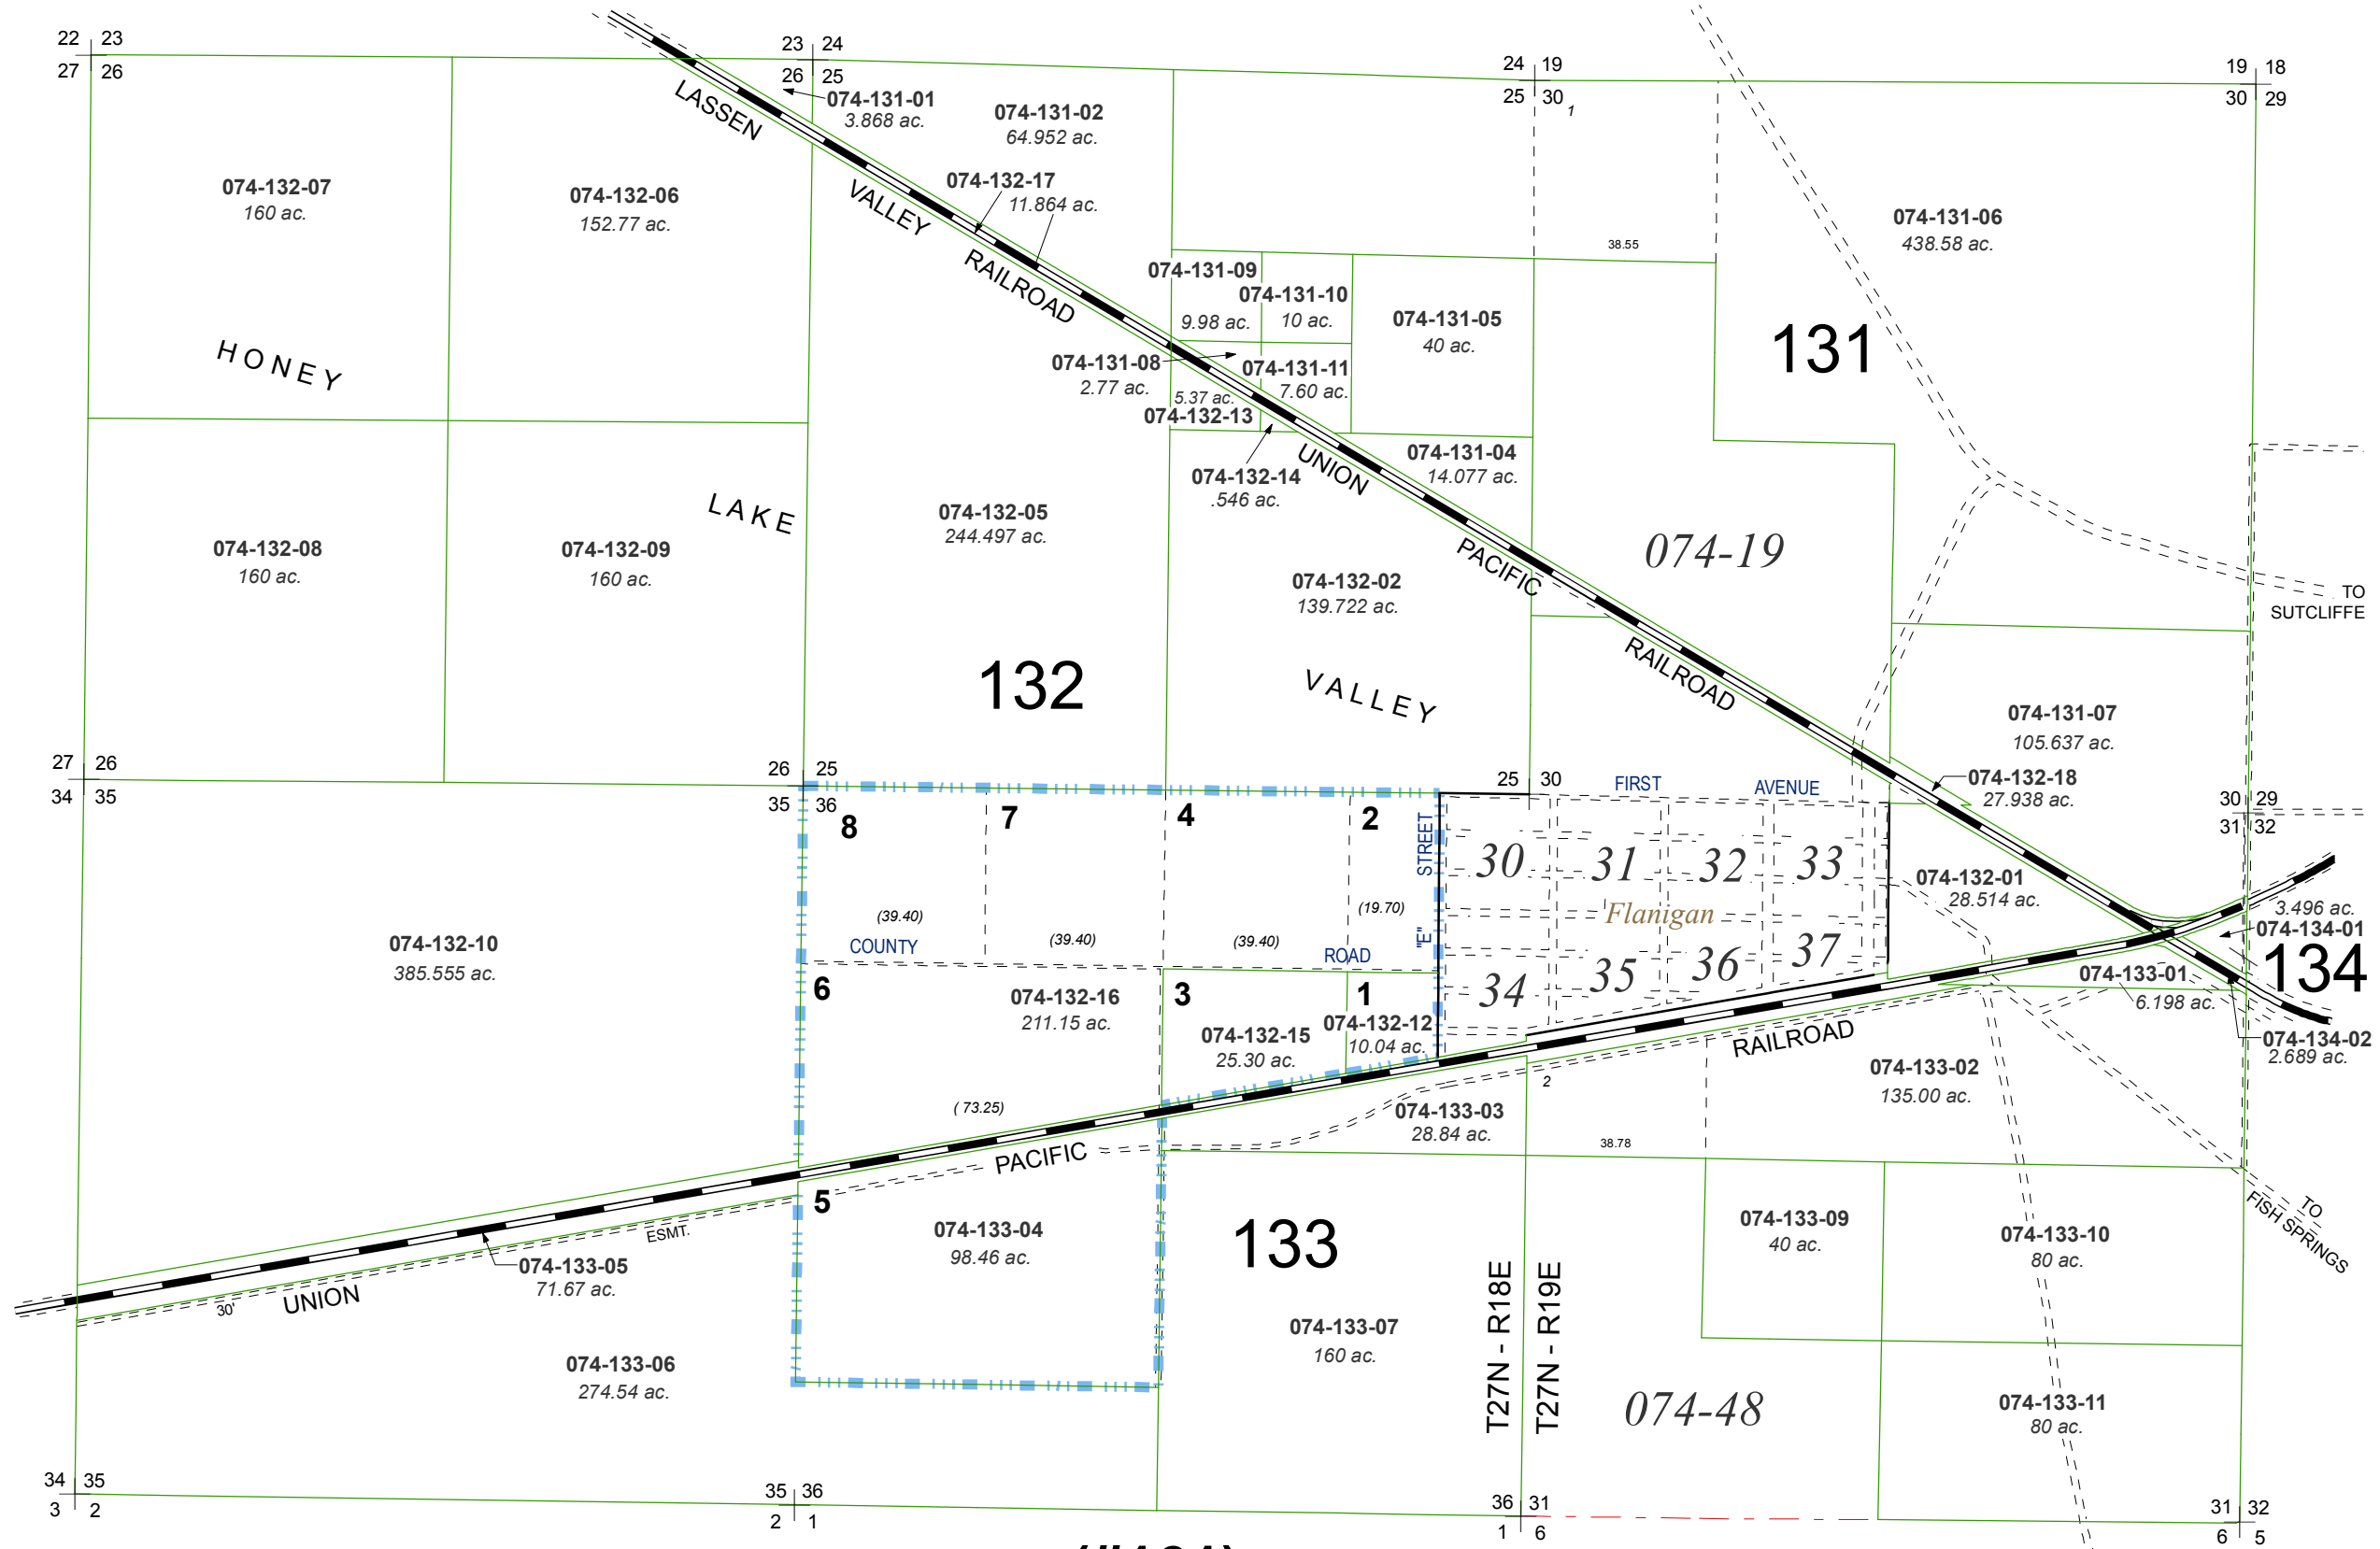 22 23
27 26
23 24
26 25
24 19
25 30
1
19 18
30 29
LASSEN
VALLEY
RAILROAD
074-131-01
3.868 ac.
074-131-02
64.952 ac.
074-132-17
11.864 ac.
074-132-07
160 ac.
074-132-06
152.77 ac.
074-131-06
438.58 ac.
38.55
074-131-09
9.98 ac.
074-131-10
10 ac.
074-131-05
40 ac.
131
074-131-08
2.77 ac.
074-131-11
7.60 ac.
5.37 ac.
074-132-13
HONEY
LAKE
VALLEY
074-132-14
.546 ac.
UNION
PACIFIC
RAILROAD
074-131-04
14.077 ac.
074-132-05
244.497 ac.
074-132-08
160 ac.
074-132-09
160 ac.
074-19
074-132-02
139.722 ac.
TO
SUTCLIFFE
132
074-131-07
105.637 ac.
074-132-18
27.938 ac.
27 26
34 35
26 25
35 36
25 30
30 29
31 32
FIRST AVENUE
8
7
4
2
"E" STREET
30
31
32
33
Flanigan
34
35
36
37
074-132-01
28.514 ac.
3.496 ac.
074-134-01
134
(39.40)
(39.40)
(39.40)
(19.70)
COUNTY ROAD
074-132-10
385.555 ac.
6
074-132-16
211.15 ac.
3
074-132-15
25.30 ac.
1
074-132-12
10.04 ac.
074-133-01
6.198 ac.
074-134-02
2.689 ac.
RAILROAD
2
074-133-02
135.00 ac.
( 73.25)
PACIFIC
074-133-03
28.84 ac.
38.78
5
ESMT.
074-133-04
98.46 ac.
133
074-133-05
71.67 ac.
30'
UNION
074-133-07
160 ac.
T27N - R18E
T27N - R19E
074-133-09
40 ac.
074-133-10
80 ac.
TO
FISH SPRINGS
074-133-06
274.54 ac.
074-48
074-133-11
80 ac.
34 35
3 2
35 36
2 1
36 31
1 6
31 32
6 5